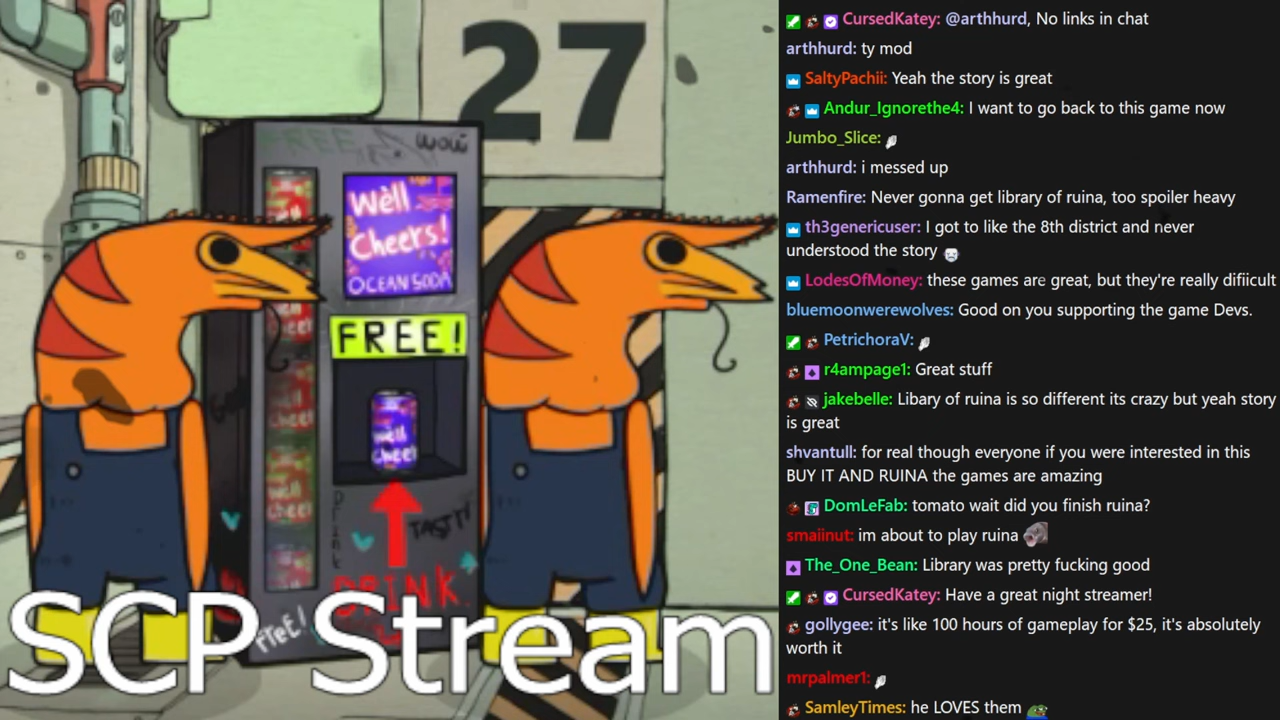 27
FREE
WOW
Wèll
Cheers!
OCEAN SODA
FREE!
Well
Cheers
TASTY
DRINK
FREE!
SCP Stream
CursedKatey: @arthhurd, No links in chat
arthhurd: ty mod
SaltyPachii: Yeah the story is great
Andur_Ignorethe4: I want to go back to this game now
Jumbo_Slice:
arthhurd: i messed up
Ramenfire: Never gonna get library of ruina, too spoiler heavy
th3genericuser: I got to like the 8th district and never
understood the story
LodesOfMoney: these games are great, but they're really difiicult
bluemoonwerewolves: Good on you supporting the game Devs.
PetrichoraV:
r4ampage1: Great stuff
jakebelle: Libary of ruina is so different its crazy but yeah story
is great
shvantull: for real though everyone if you were interested in this
BUY IT AND RUINA the games are amazing
DomLeFab: tomato wait did you finish ruina?
smaiinut: im about to play ruina
The_One_Bean: Library was pretty fucking good
CursedKatey: Have a great night streamer!
gollygee: it's like 100 hours of gameplay for $25, it's absolutely
worth it
mrpalmer1:
SamleyTimes: he LOVES them